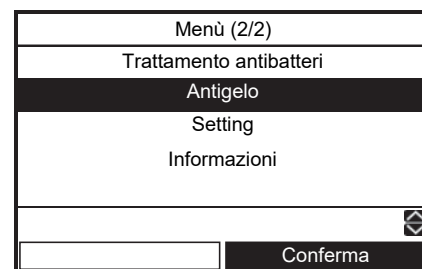 Menù (2/2)
Trattamento antibatteri
Antigelo
Setting
Informazioni
Conferma